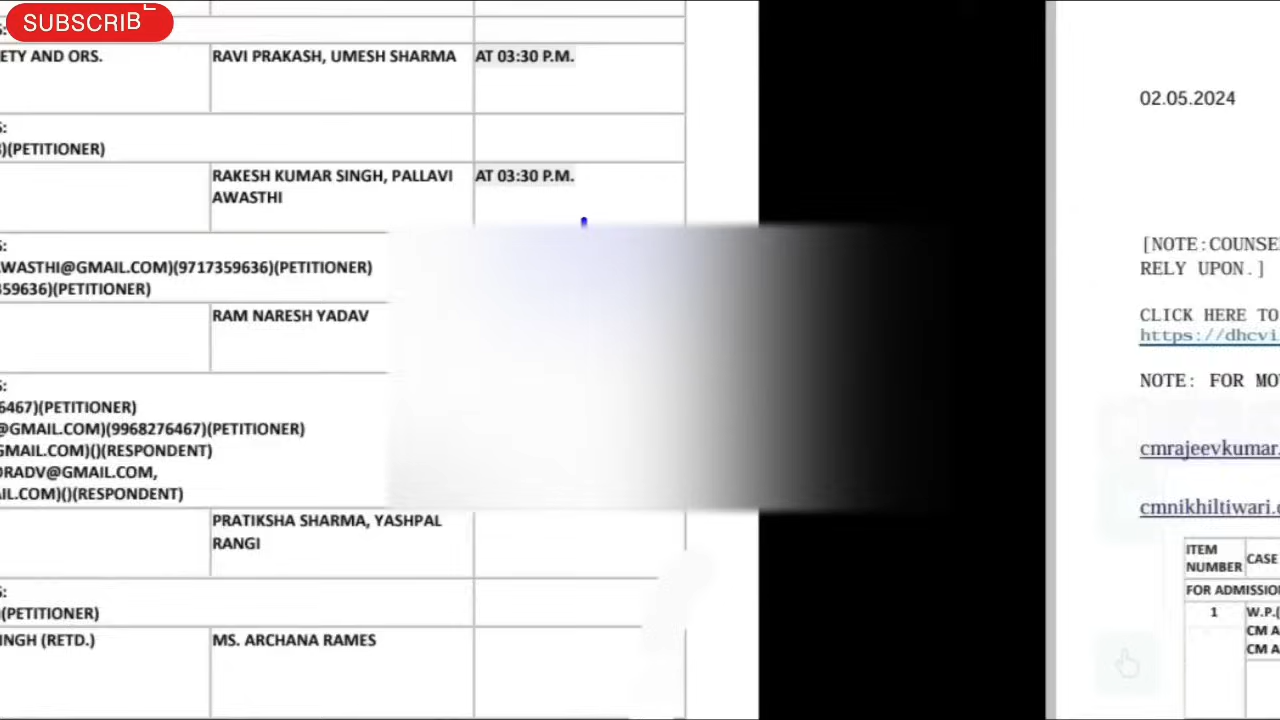 SUBSCRIB
S:
ETY AND ORS. RAVI PRAKASH, UMESH SHARMA AT 03:30 P.M.
S:
)(PETITIONER)
RAKESH KUMAR SINGH, PALLAVI AT 03:30 P.M.
AWASTHI
S:
WASTHI@GMAIL.COM)(9717359636)(PETITIONER)
359636)(PETITIONER)
RAM NARESH YADAV
S:
6467)(PETITIONER)
@GMAIL.COM)(9968276467)(PETITIONER)
GMAIL.COM)()(RESPONDENT)
ORADV@GMAIL.COM,
AIL.COM)()(RESPONDENT)
PRATIKSHA SHARMA, YASHPAL
RANGI
S:
(PETITIONER)
INGH (RETD.) MS. ARCHANA RAMES
02.05.2024
[NOTE:COUNSE
RELY UPON.]
CLICK HERE TO
https://dhcvi
NOTE: FOR MO
cmrajeevkumar.
cmnikhiltiwari.
ITEM
NUMBER CASE
FOR ADMISSION
1 W.P.(
CM A
CM A